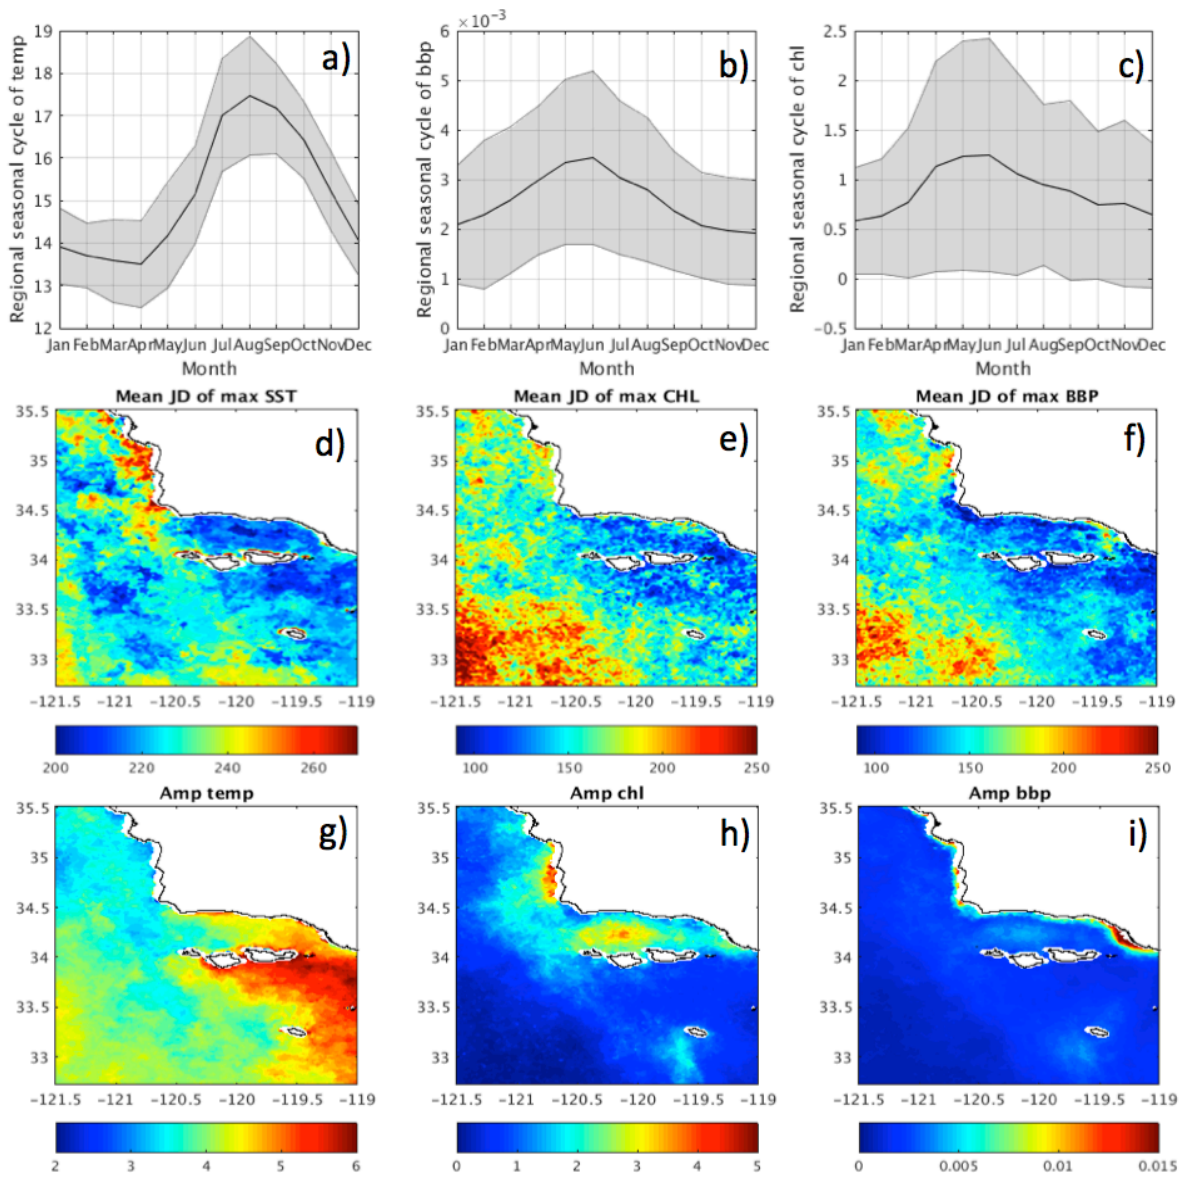 Regional seasonal cycle of temp
19
18
17
16
15
14
13
12
a)
Jan Feb Mar Apr May Jun Jul Aug Sep Oct Nov Dec
Month
Regional seasonal cycle of bbp
×10⁻³
6
5
4
3
2
1
0
b)
Jan Feb Mar Apr May Jun Jul Aug Sep Oct Nov Dec
Month
Regional seasonal cycle of chl
2.5
2
1.5
1
0.5
0
−0.5
c)
Jan Feb Mar Apr May Jun Jul Aug Sep Oct Nov Dec
Month
Mean JD of max SST
35.5
35
34.5
34
33.5
33
d)
−121.5 −121 −120.5 −120 −119.5 −119
200 220 240 260
Mean JD of max CHL
35.5
35
34.5
34
33.5
33
e)
−121.5 −121 −120.5 −120 −119.5 −119
100 150 200 250
Mean JD of max BBP
35.5
35
34.5
34
33.5
33
f)
−121.5 −121 −120.5 −120 −119.5 −119
100 150 200 250
Amp temp
35.5
35
34.5
34
33.5
33
g)
−121.5 −121 −120.5 −120 −119.5 −119
2 3 4 5 6
Amp chl
35.5
35
34.5
34
33.5
33
h)
−121.5 −121 −120.5 −120 −119.5 −119
0 1 2 3 4 5
Amp bbp
35.5
35
34.5
34
33.5
33
i)
−121.5 −121 −120.5 −120 −119.5 −119
0 0.005 0.01 0.015